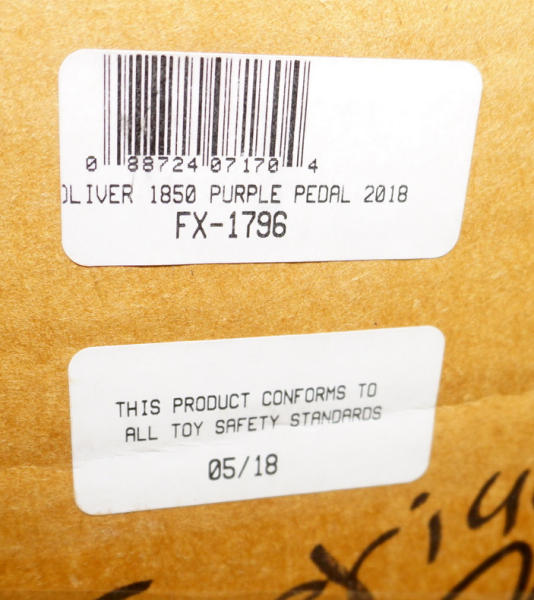 0 88724 07170 4
OLIVER 1850 PURPLE PEDAL 2018
FX-1796
THIS PRODUCT CONFORMS TO
ALL TOY SAFETY STANDARDS
05/18